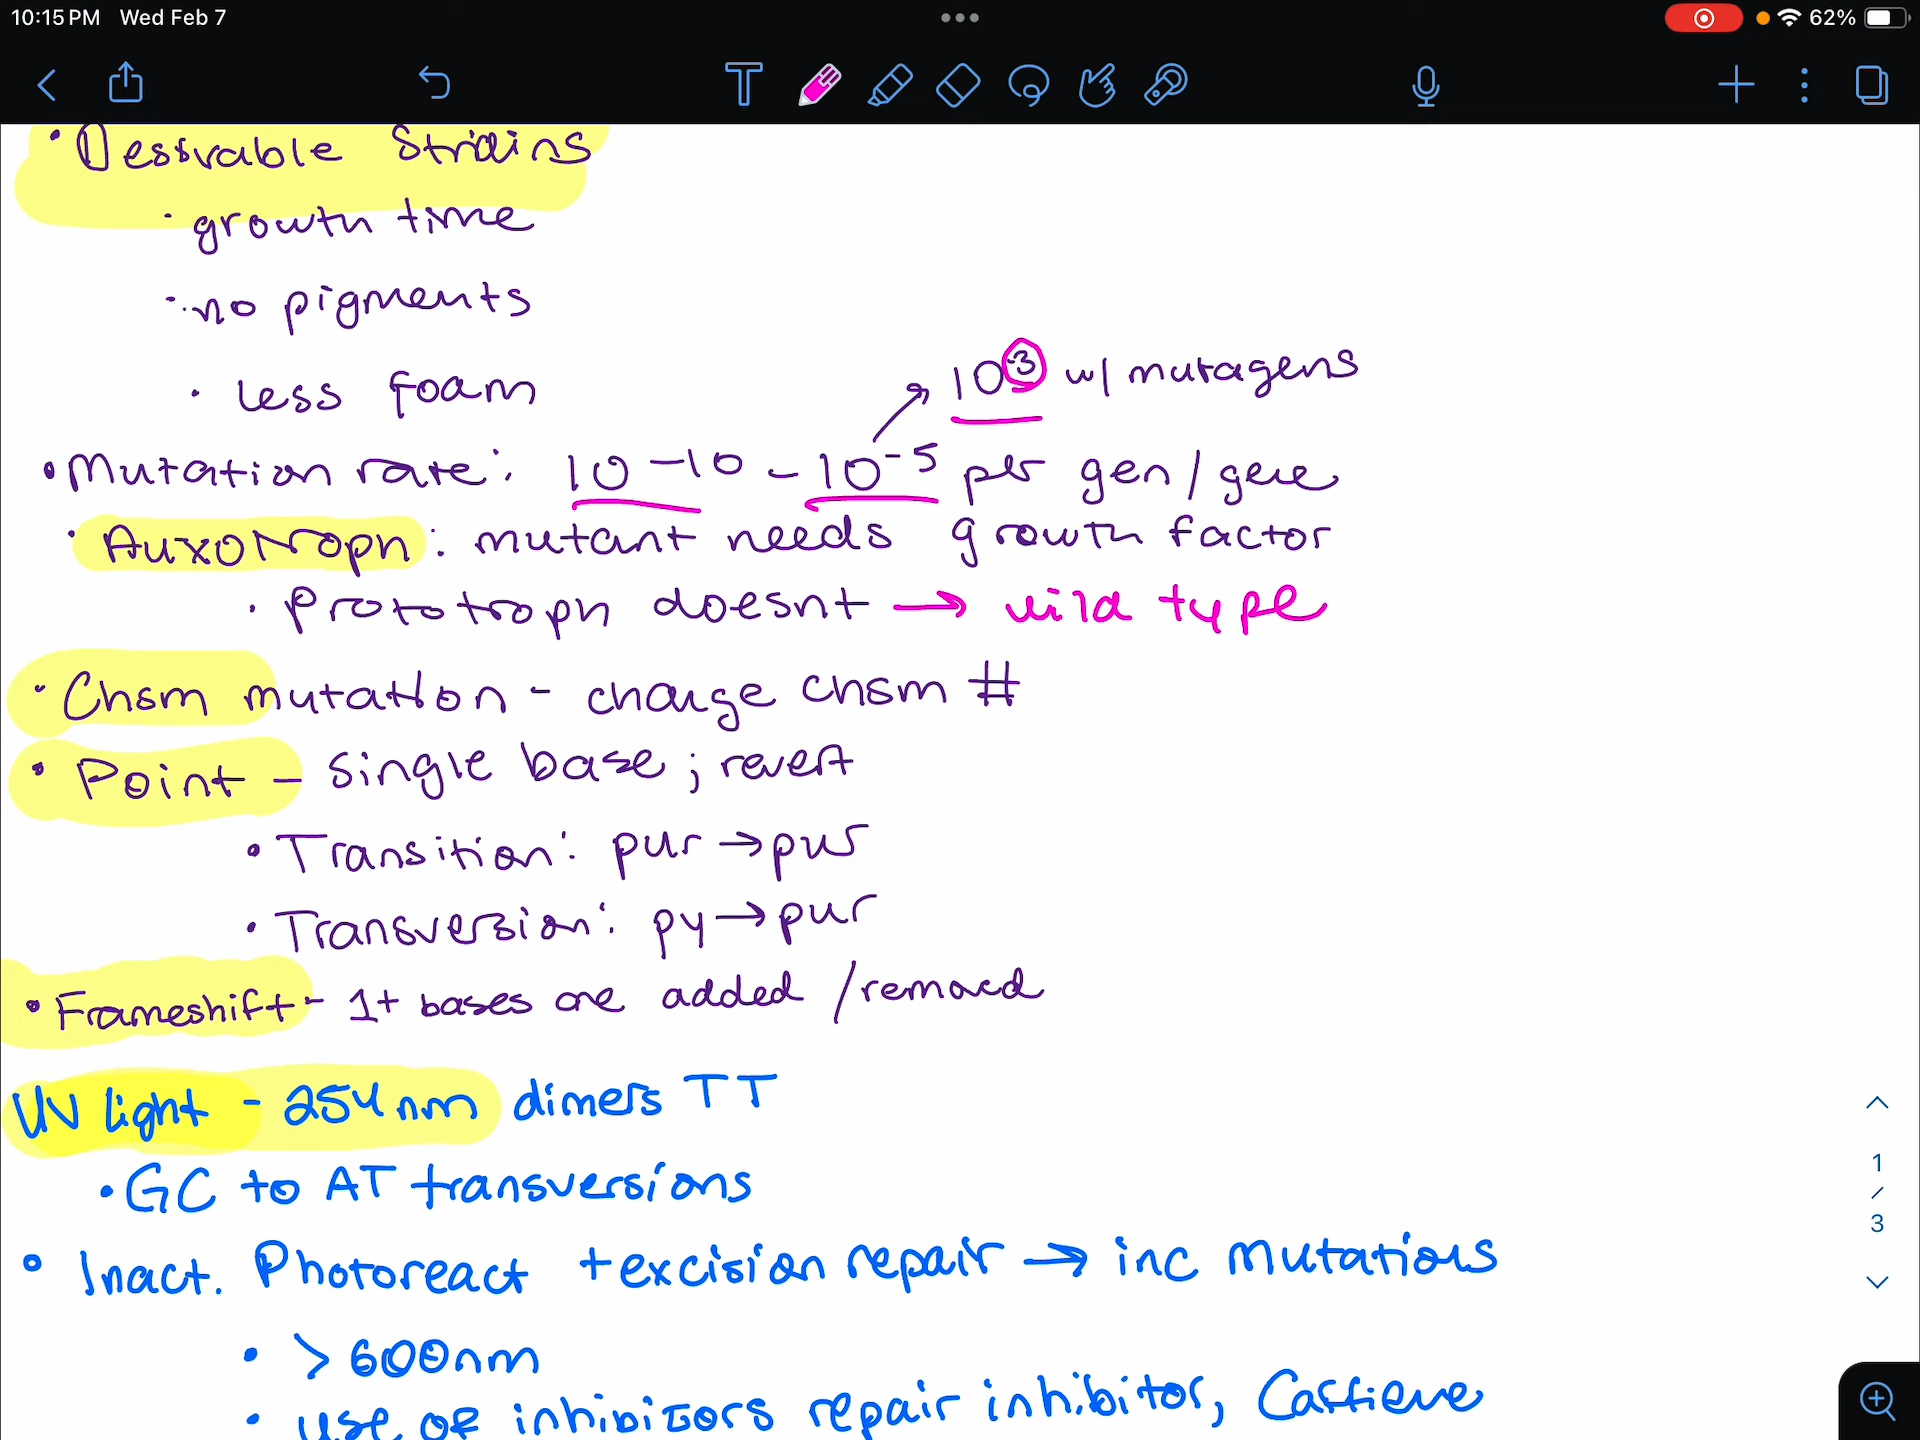 10:15 PM Wed Feb 7
62%
• Desirable Strains
· growth time
· no pigments
· less foam
10^-3 w/ mutagens
• Mutation rate: 10^-10 - 10^-5 per gen/gene
· Auxotroph: mutant needs growth factor
· Prototroph doesnt → wild type
· Chsm mutation - change chsm #
• Point - single base; revert
• Transition: pur → pur
• Transversion: py → pur
• Frameshift - 1+ bases are added /removed
UV light - 254nm dimers TT
• GC to AT transversions
• Inact. Photoreact + excision repair → inc mutations
• > 600nm
• use of inhibitors repair inhibitor, Caffiene
1
/
3